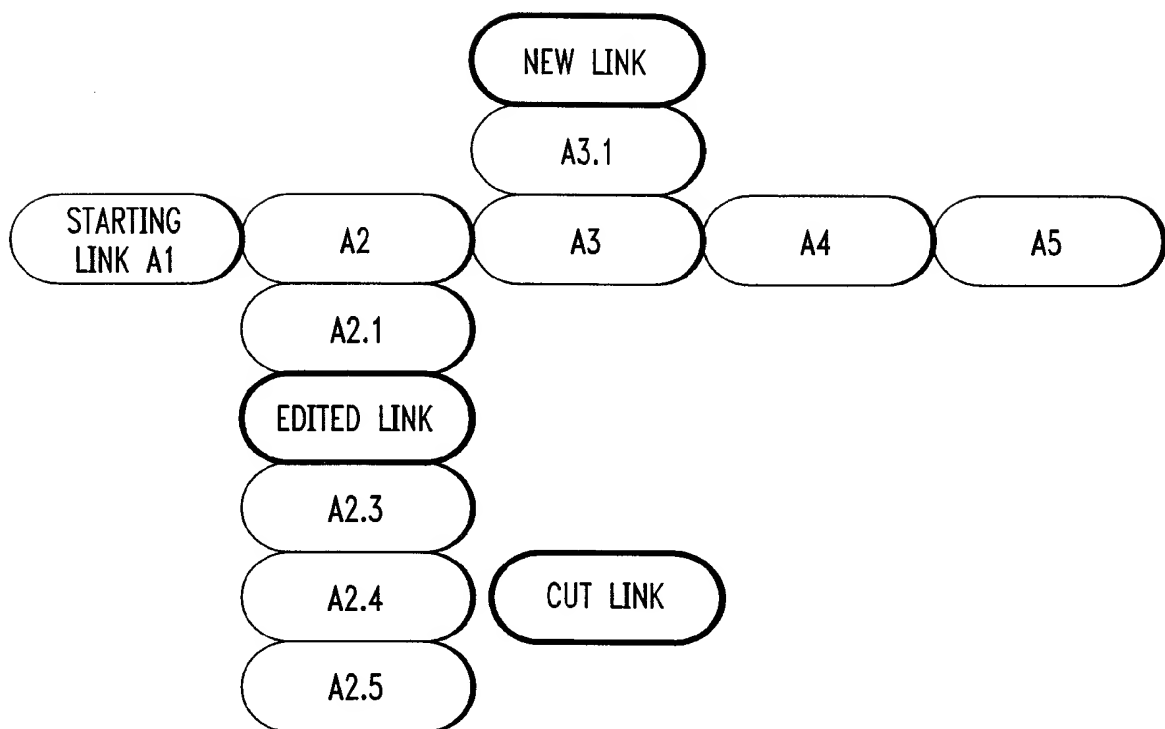 NEW LINK
A3.1
STARTING
LINK A1
A2
A3
A4
A5
A2.1
EDITED LINK
A2.3
A2.4
CUT LINK
A2.5